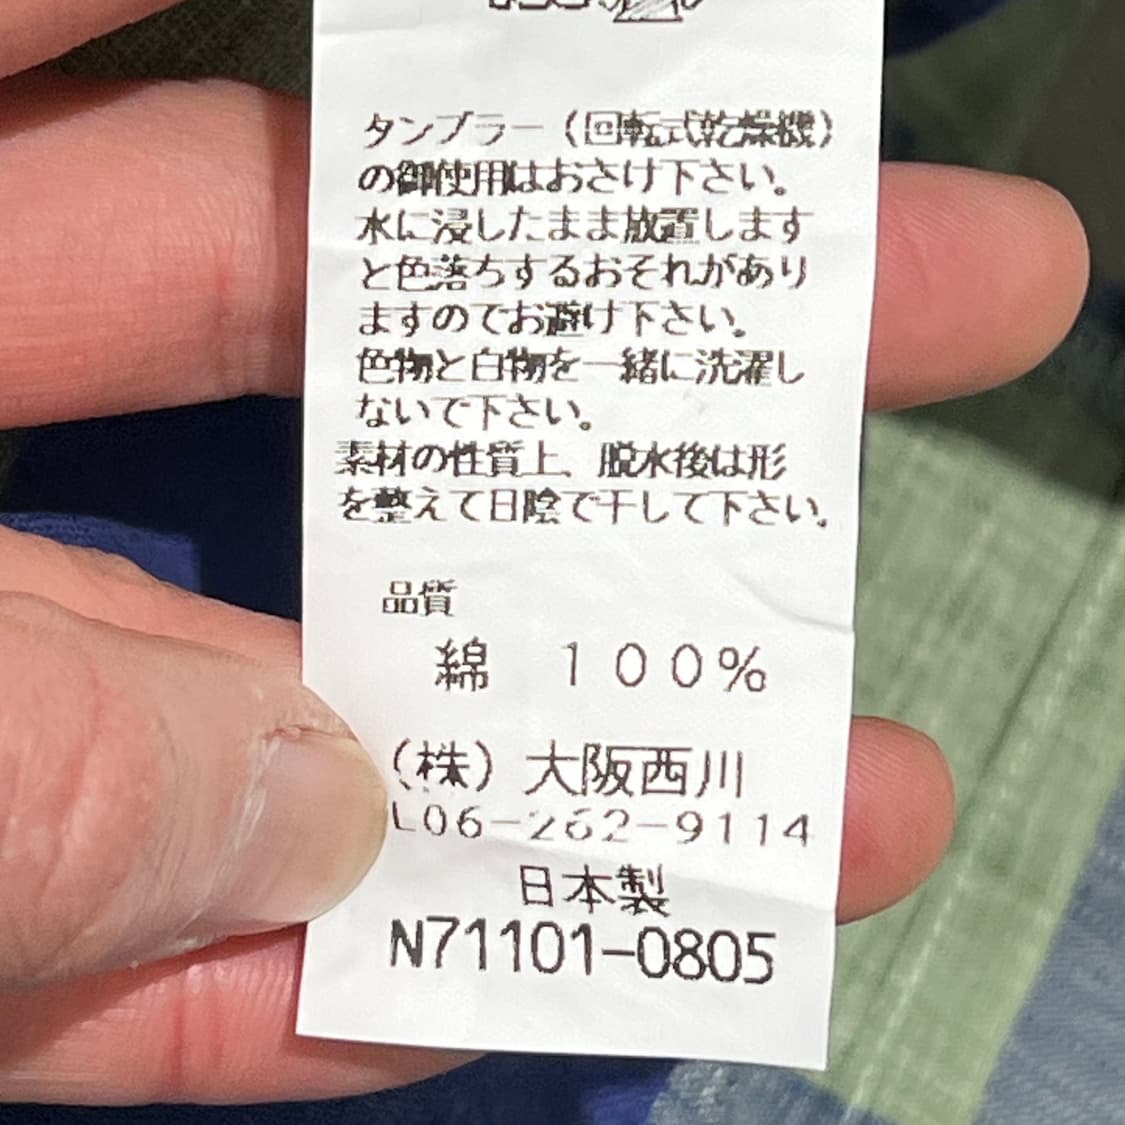 タンブラー（回転式乾燥機）
の御使用はおさけ下さい。
水に浸したまま放置します
と色落ちするおそれがあり
ますのでお避け下さい。
色物と白物を一緒に洗濯し
ないで下さい。
素材の性質上、脱水後は形
を整えて日陰で干して下さい。
品質
綿 １００％
（株）大阪西川
L06-262-9114
日本製
N71101-0805